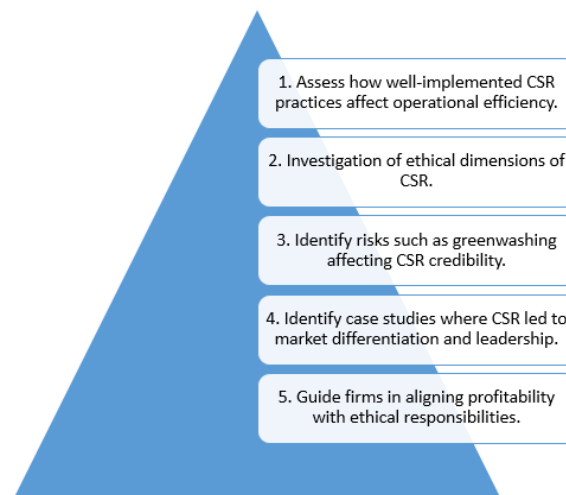 1. Assess how well-implemented CSR
practices affect operational efficiency.
2. Investigation of ethical dimensions of
CSR.
3. Identify risks such as greenwashing
affecting CSR credibility.
4. Identify case studies where CSR led to
market differentiation and leadership.
5. Guide firms in aligning profitability
with ethical responsibilities.